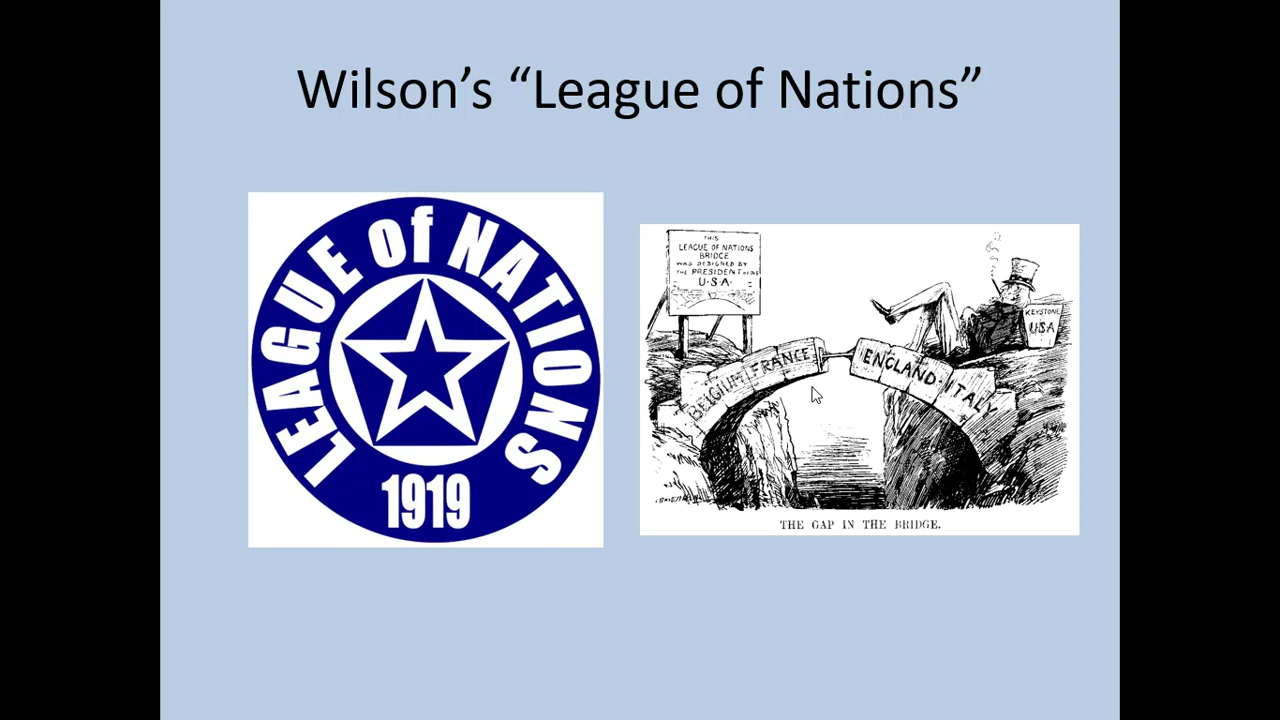 Wilson’s “League of Nations”
LEAGUE of NATIONS
1919
THIS
LEAGUE OF NATIONS
BRIDGE
WAS DESIGNED BY
THE PRESIDENT OF THE
U.S.A.
KEYSTONE
USA
BELGIUM FRANCE
ENGLAND ITALY
THE GAP IN THE BRIDGE.